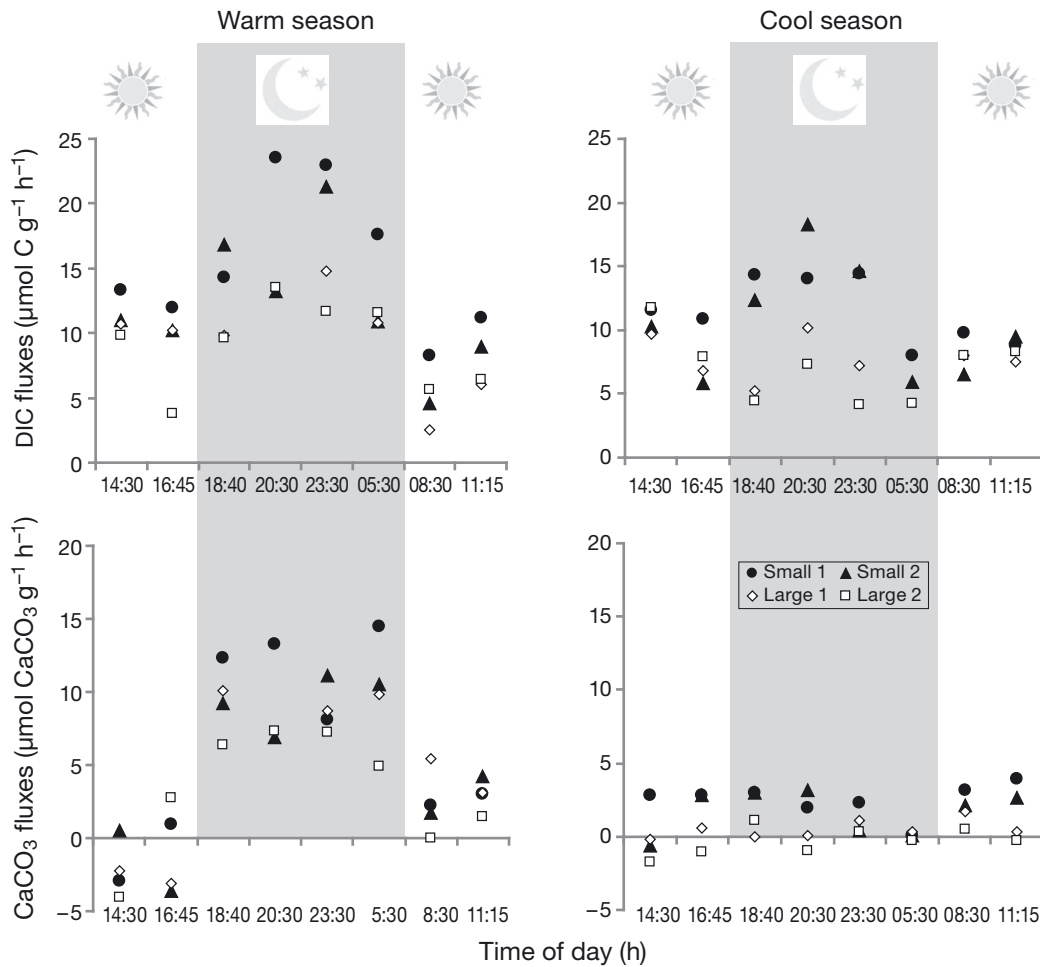 Warm season
Cool season
DIC fluxes (µmol C g⁻¹ h⁻¹)
25
20
15
10
5
0
14:30 16:45 18:40 20:30 23:30 05:30 08:30 11:15
25
20
15
10
5
0
14:30 16:45 18:40 20:30 23:30 05:30 08:30 11:15
CaCO₃ fluxes (µmol CaCO₃ g⁻¹ h⁻¹)
20
15
10
5
0
−5
14:30 16:45 18:40 20:30 23:30 5:30 8:30 11:15
20
15
10
5
0
−5
Small 1 Small 2
Large 1 Large 2
14:30 16:45 18:40 20:30 23:30 05:30 08:30 11:15
Time of day (h)